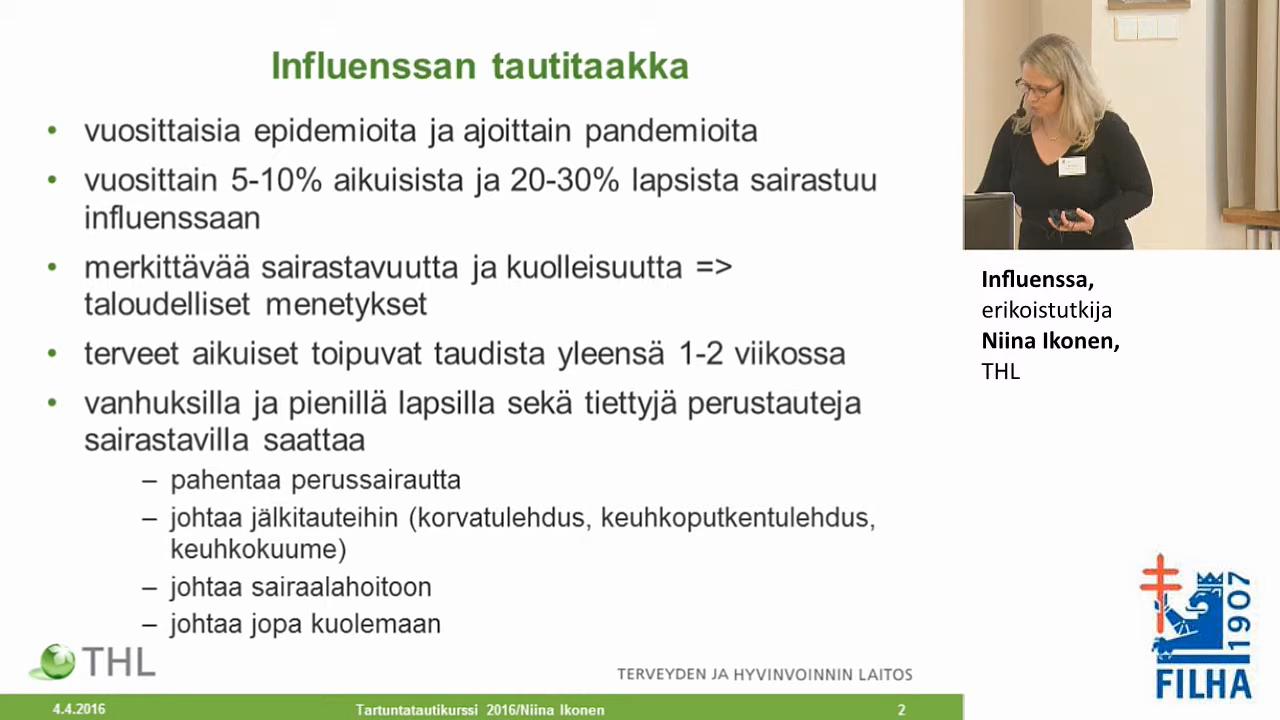 Influenssan tautitaakka
• vuosittaisia epidemioita ja ajoittain pandemioita
• vuosittain 5-10% aikuisista ja 20-30% lapsista sairastuu
influenssaan
• merkittävää sairastavuutta ja kuolleisuutta =>
taloudelliset menetykset
• terveet aikuiset toipuvat taudista yleensä 1-2 viikossa
• vanhuksilla ja pienillä lapsilla sekä tiettyjä perustauteja
sairastavilla saattaa
– pahentaa perussairautta
– johtaa jälkitauteihin (korvatulehdus, keuhkoputkentulehdus,
keuhkokuume)
– johtaa sairaalahoitoon
– johtaa jopa kuolemaan
THL
TERVEYDEN JA HYVINVOINNIN LAITOS
4.4.2016
Tartuntatautikurssi 2016/Niina Ikonen
2
Influenssa,
erikoistutkija
Niina Ikonen,
THL
1907
FILHA